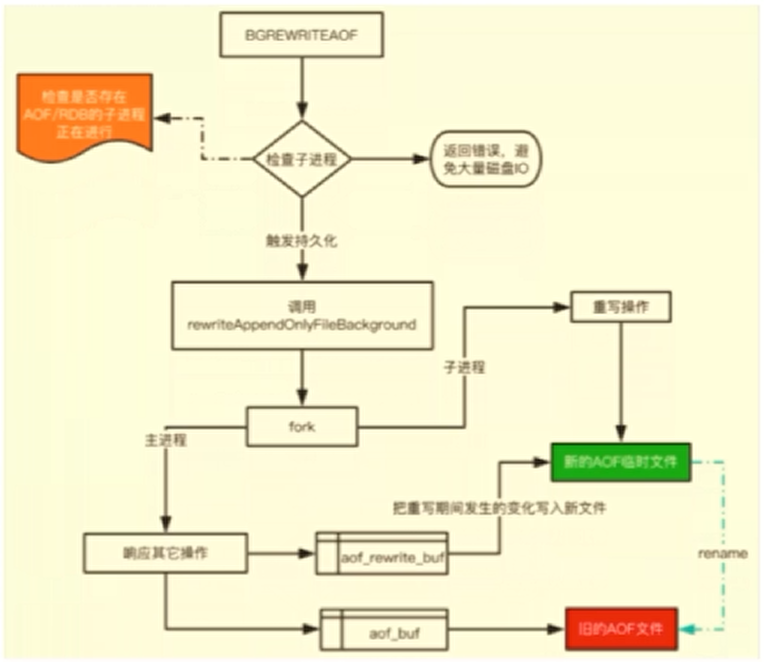 BGREWRITEAOF
检查是否存在
AOF/RDB的子进程
正在进行
检查子进程
返回错误、避
免大量磁盘IO
触发持久化
调用
rewriteAppendOnlyFileBackground
重写操作
子进程
fork
主进程
新的AOF临时文件
把重写期间发生的变化写入新文件
响应其它操作
aof_rewrite_buf
rename
aof_buf
旧的AOF文件